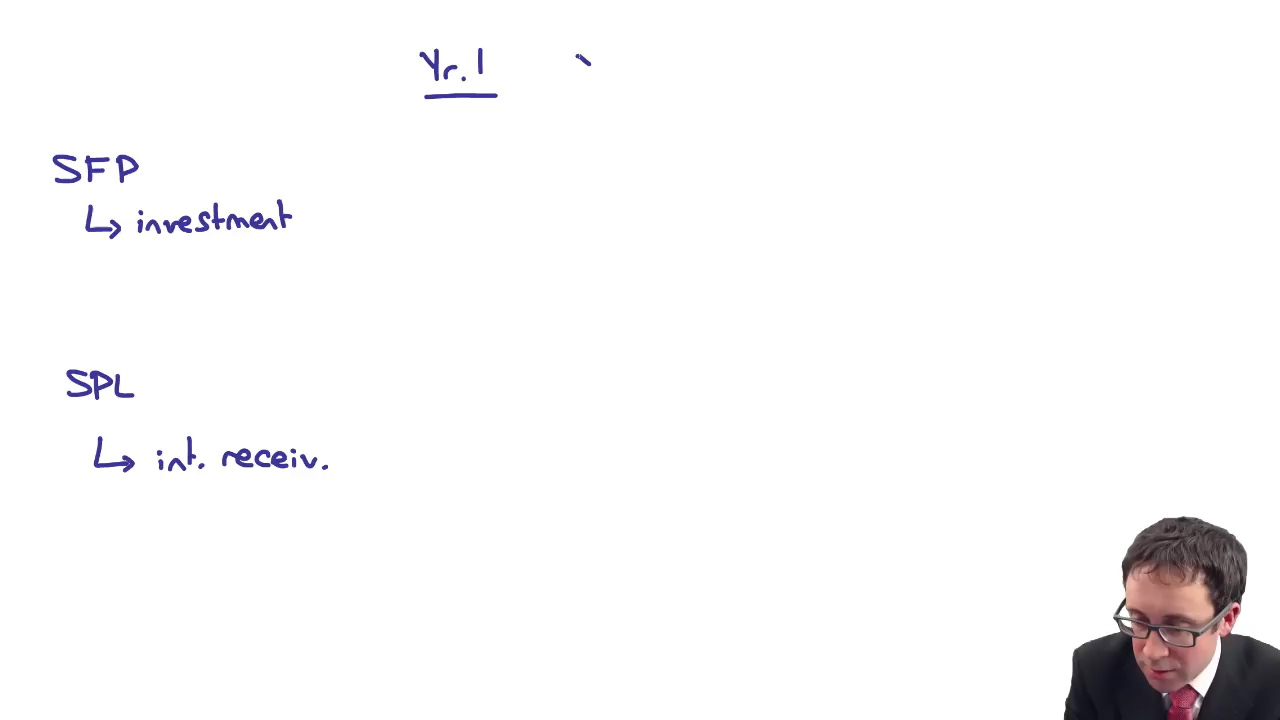 Yr. 1
SFP
↳ investment
SPL
↳ int. receiv.